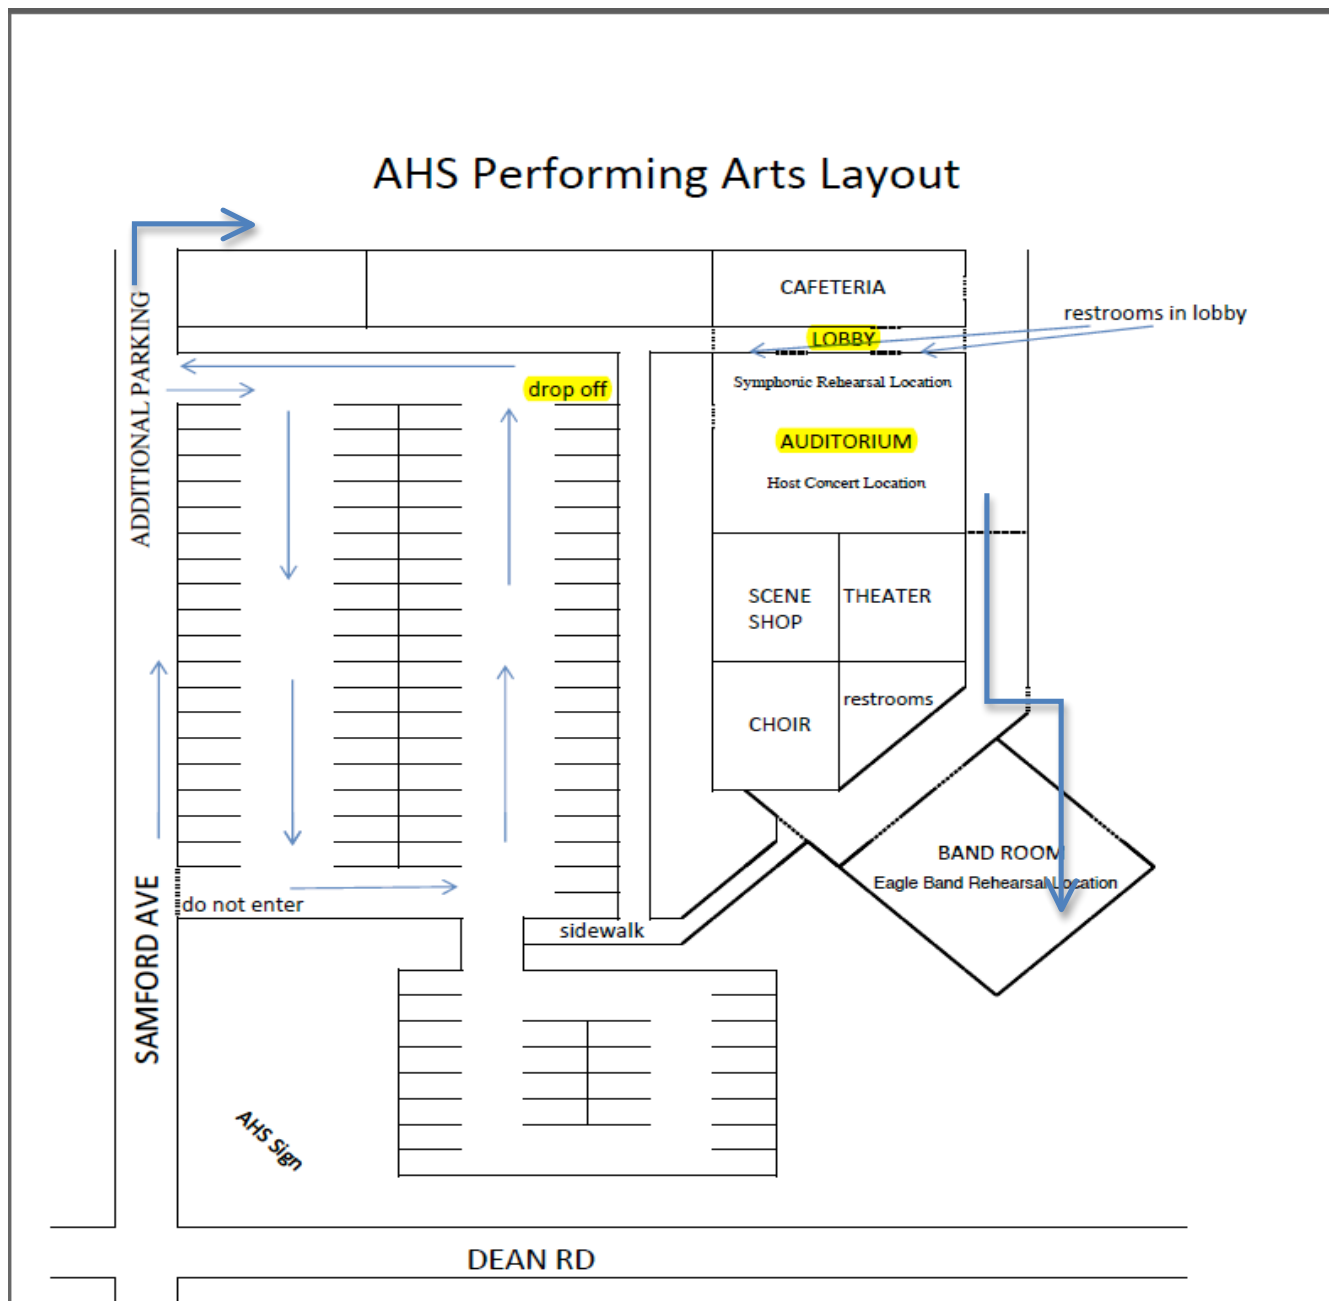 AHS Performing Arts Layout
CAFETERIA
restrooms in lobby
LOBBY
ADDITIONAL PARKING
drop off
Symphonic Rehearsal Location
AUDITORIUM
Host Concert Location
SCENE
SHOP
THEATER
restrooms
CHOIR
BAND ROOM
Eagle Band Rehearsal Location
do not enter
sidewalk
SAMFORD AVE
AHS Sign
DEAN RD